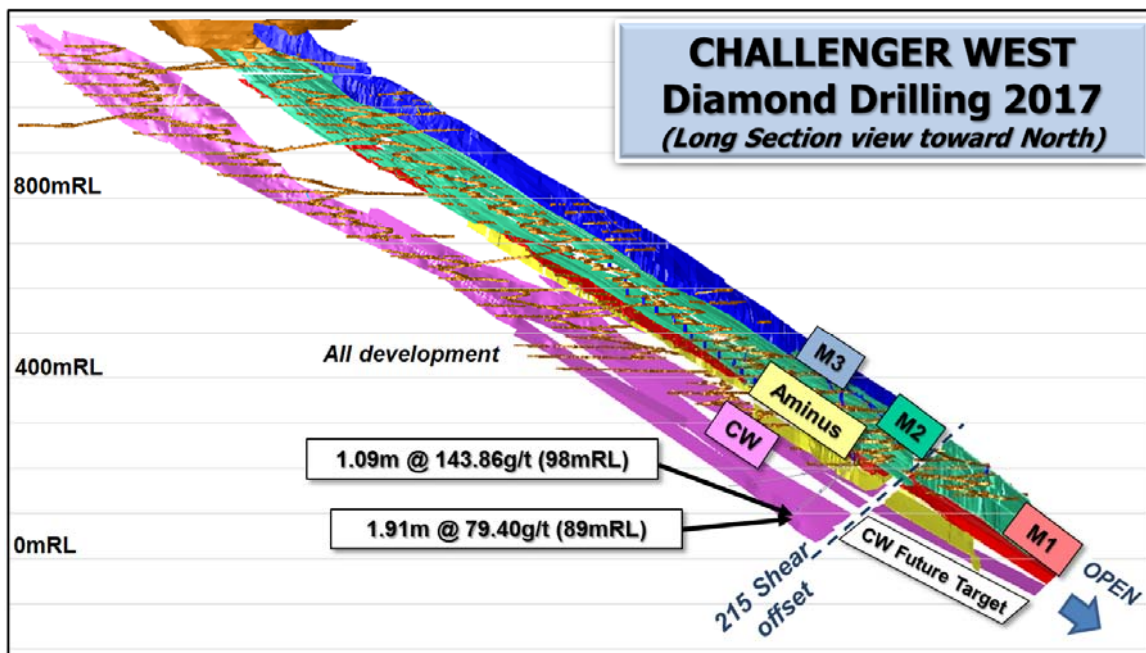 CHALLENGER WEST
Diamond Drilling 2017
(Long Section view toward North)
800mRL
All development
400mRL
M3
Aminus
M2
CW
1.09m @ 143.86g/t (98mRL)
1.91m @ 79.40g/t (89mRL)
0mRL
M1
CW Future Target
OPEN
215 Shear
offset